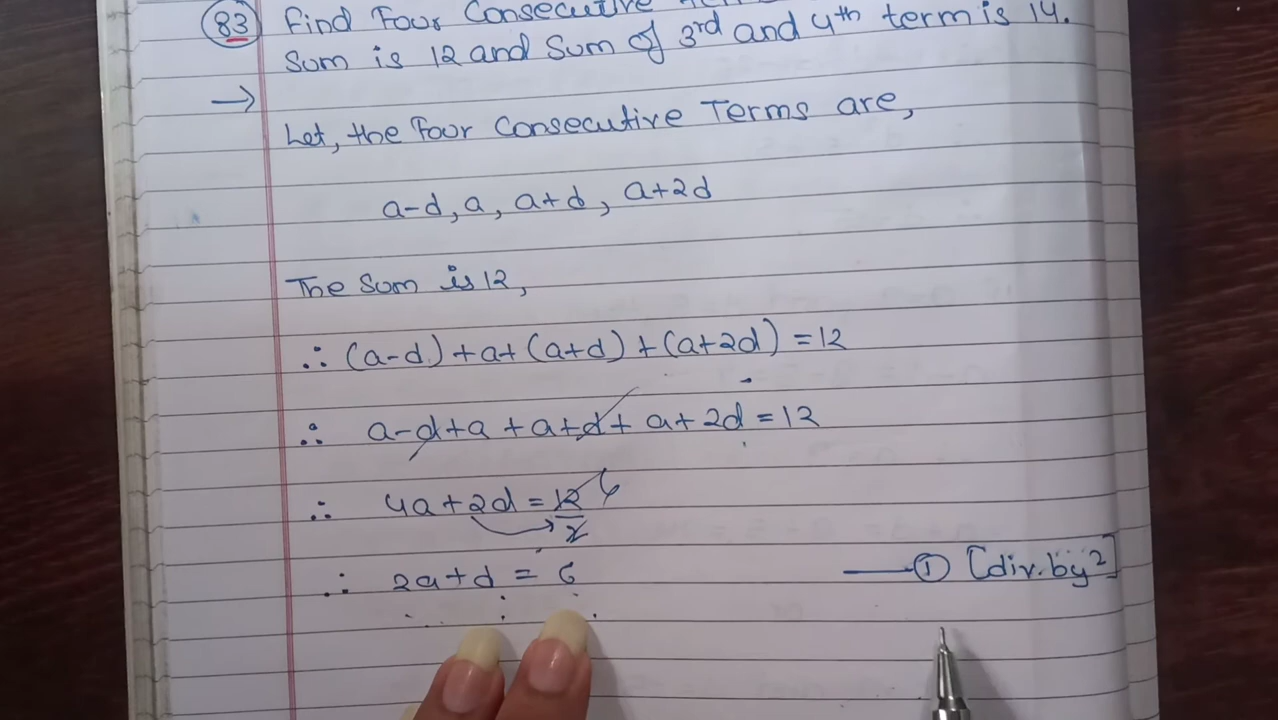 83 Find Four Consecutive
Sum is 12 and Sum of 3rd and 4th term is 14.
→ Let, the Four Consecutive Terms are,
a-d, a, a+d, a+2d
The Sum is 12,
∴ (a-d)+a+(a+d)+(a+2d)=12
∴ a-d+a+a+d+a+2d=12
∴ 4a+2d=12 6
2
∴ 2a+d = 6 —① [div.by 2]